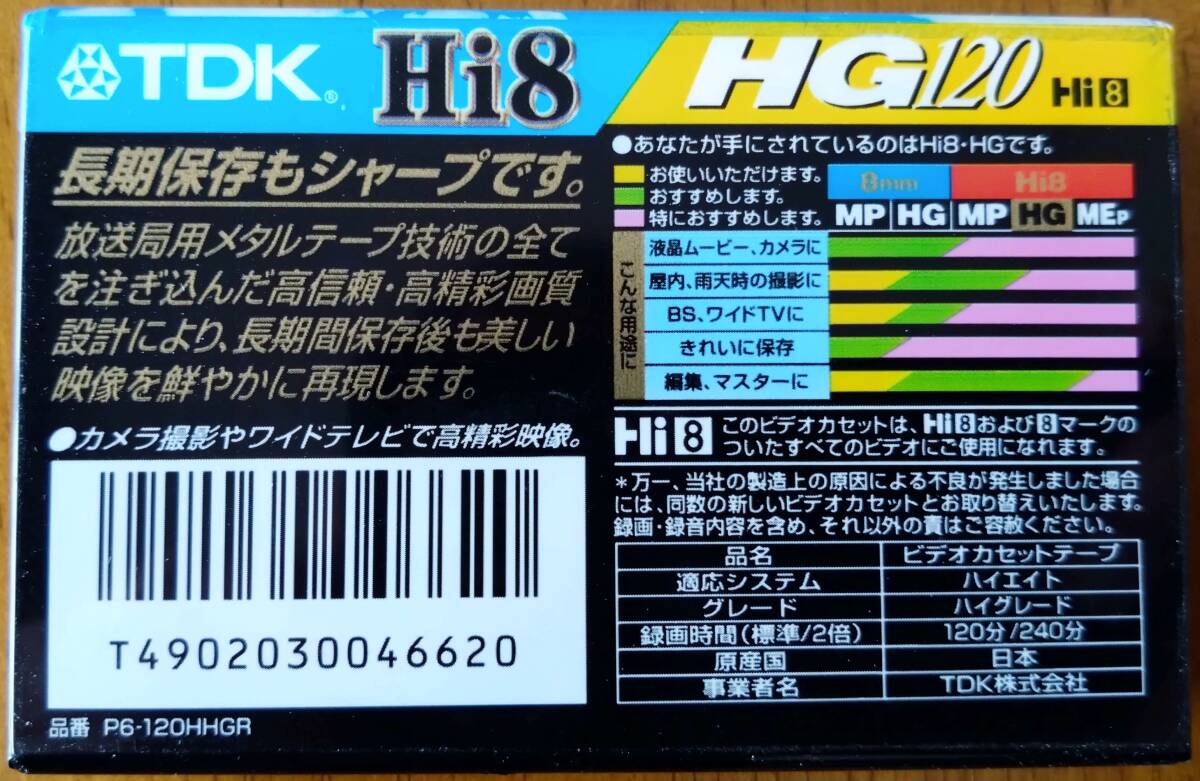 TDK® Hi8 HG120 Hi8
長期保存もシャープです。
放送局用メタルテープ技術の全て
を注ぎ込んだ高信頼・高精彩画質
設計により、長期間保存後も美しい
映像を鮮やかに再現します。
●カメラ撮影やワイドテレビで高精彩映像。
T4902030046620
品番 P6-120HHGR
●あなたが手にされているのはHi8・HGです。
お使いいただけます。
おすすめします。
特におすすめします。
8mm Hi8
MP HG MP HG MEp
こんな用途に
液晶ムービー、カメラに
屋内、雨天時の撮影に
BS、ワイドTVに
きれいに保存
編集、マスターに
Hi8 このビデオカセットは、Hi8および8マークの
ついたすべてのビデオにご使用になれます。
*万一、当社の製造上の原因による不良が発生しました場合
には、同数の新しいビデオカセットとお取り替えいたします。
録画・録音内容を含め、それ以外の責はご容赦ください。
品名 ビデオカセットテープ
適応システム ハイエイト
グレード ハイグレード
録画時間(標準/2倍) 120分/240分
原産国 日本
事業者名 TDK株式会社